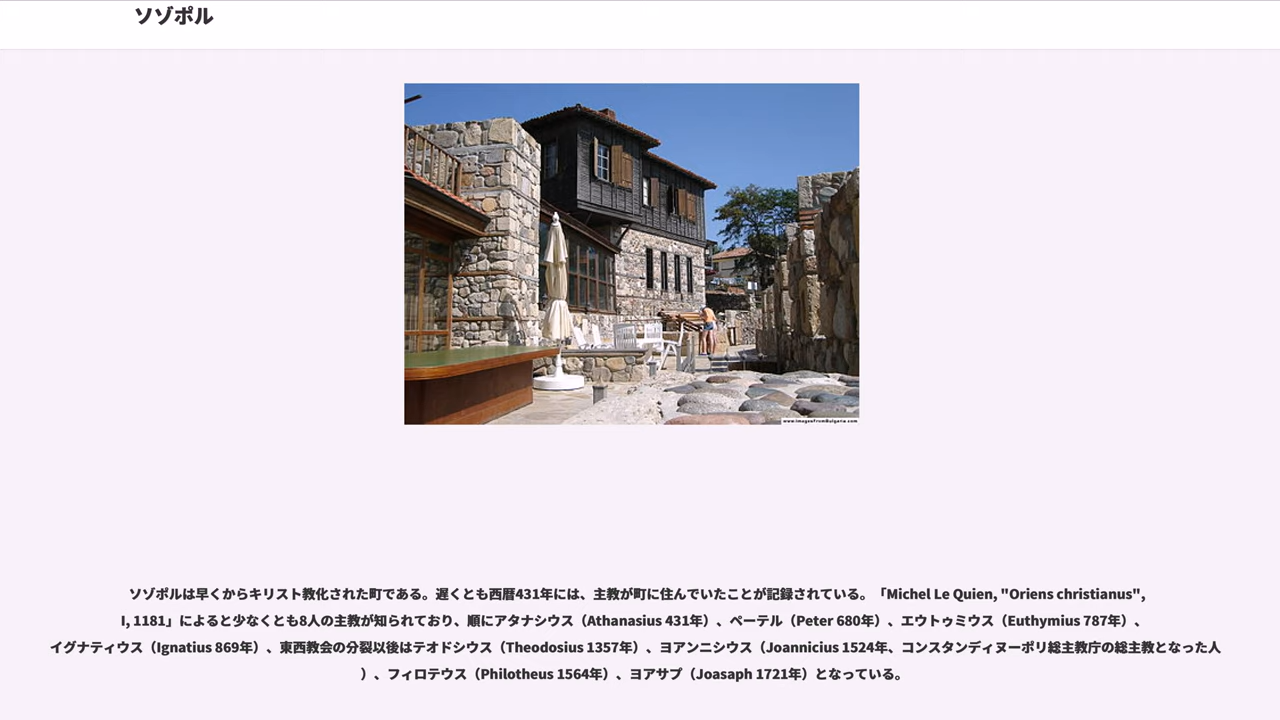 ソゾポル
www.ImagesFromBulgaria.com
ソゾポルは早くからキリスト教化された町である。遅くとも西暦431年には、主教が町に住んでいたことが記録されている。「Michel Le Quien, "Oriens christianus",
I, 1181」によると少なくとも8人の主教が知られており、順にアタナシウス（Athanasius 431年）、ペーテル（Peter 680年）、エウトゥミウス（Euthymius 787年）、
イグナティウス（Ignatius 869年）、東西教会の分裂以後はテオドシウス（Theodosius 1357年）、ヨアンニシウス（Joannicius 1524年、コンスタンディヌーポリ総主教庁の総主教となった人
）、フィロテウス（Philotheus 1564年）、ヨアサプ（Joasaph 1721年）となっている。